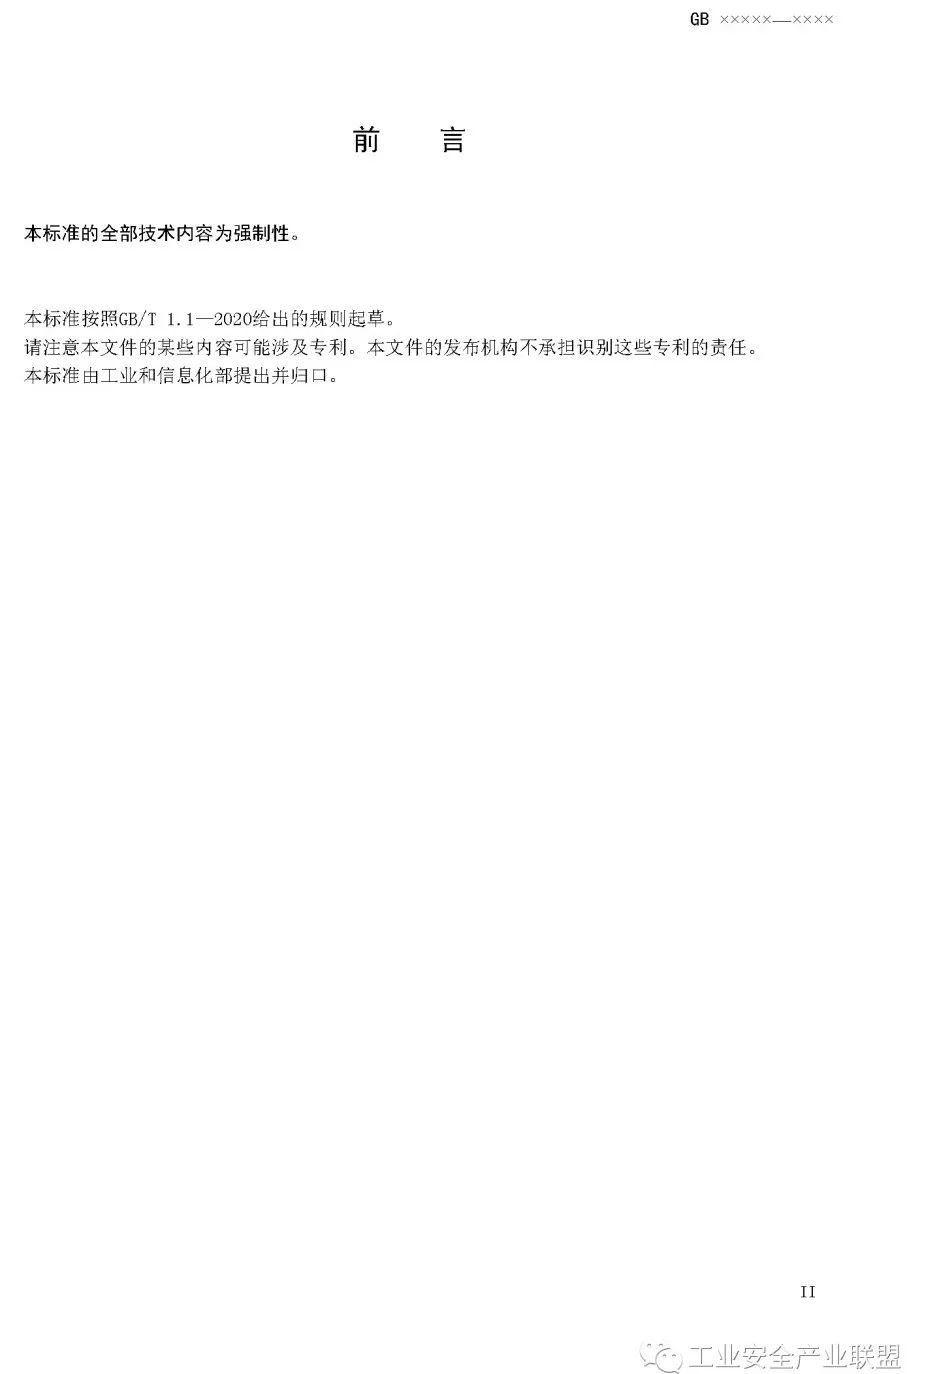 GB ×××××—××××
前 言
本标准的全部技术内容为强制性。
本标准按照GB/T 1.1—2020给出的规则起草。
请注意本文件的某些内容可能涉及专利。本文件的发布机构不承担识别这些专利的责任。
本标准由工业和信息化部提出并归口。
II
工业安全产业联盟